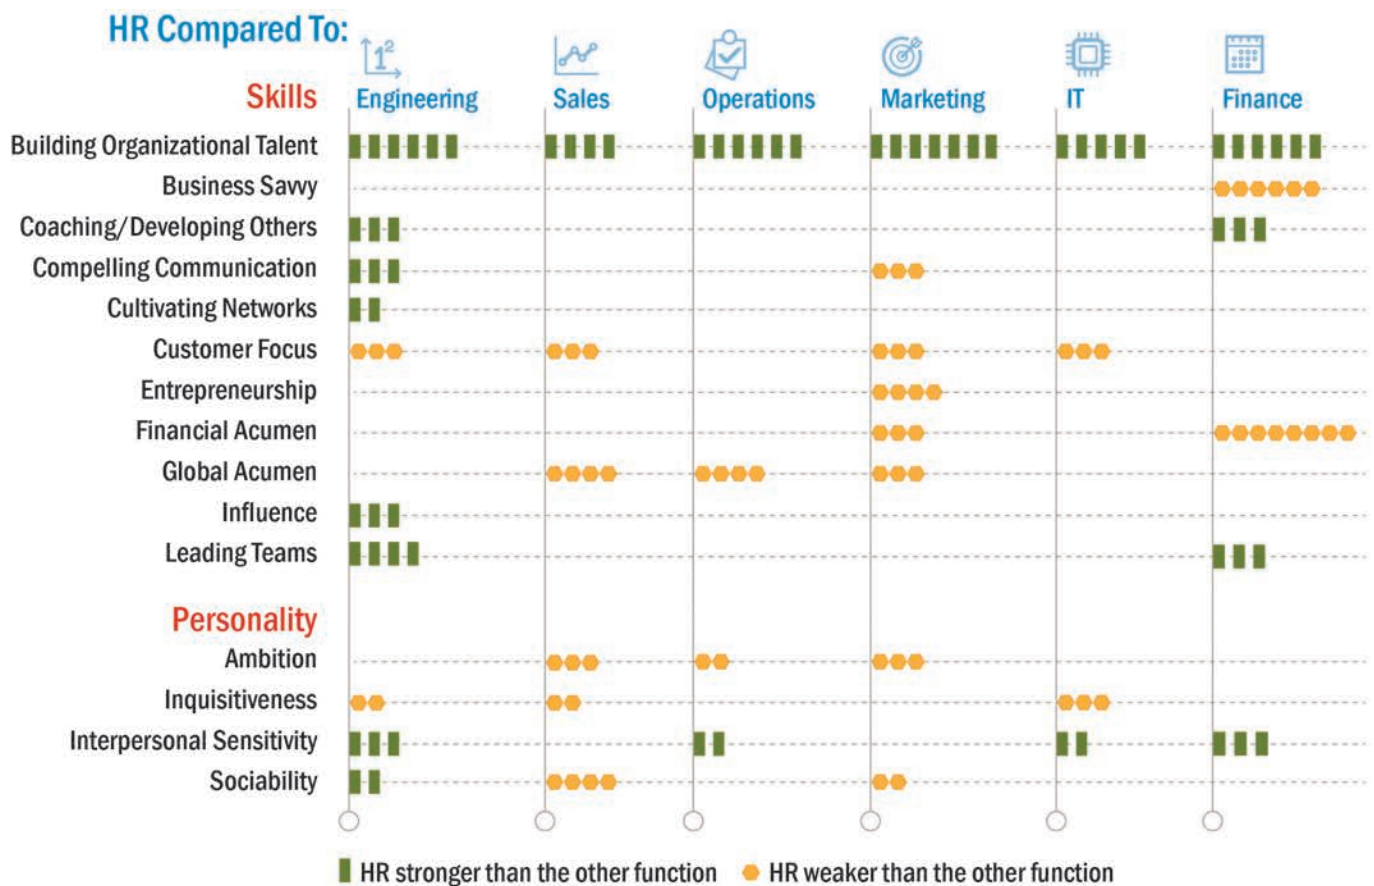 HR Compared To:
1²
Skills
Engineering
Sales
Operations
Marketing
IT
Finance
Building Organizational Talent
Business Savvy
Coaching/Developing Others
Compelling Communication
Cultivating Networks
Customer Focus
Entrepreneurship
Financial Acumen
Global Acumen
Influence
Leading Teams
Personality
Ambition
Inquisitiveness
Interpersonal Sensitivity
Sociability
HR stronger than the other function
HR weaker than the other function